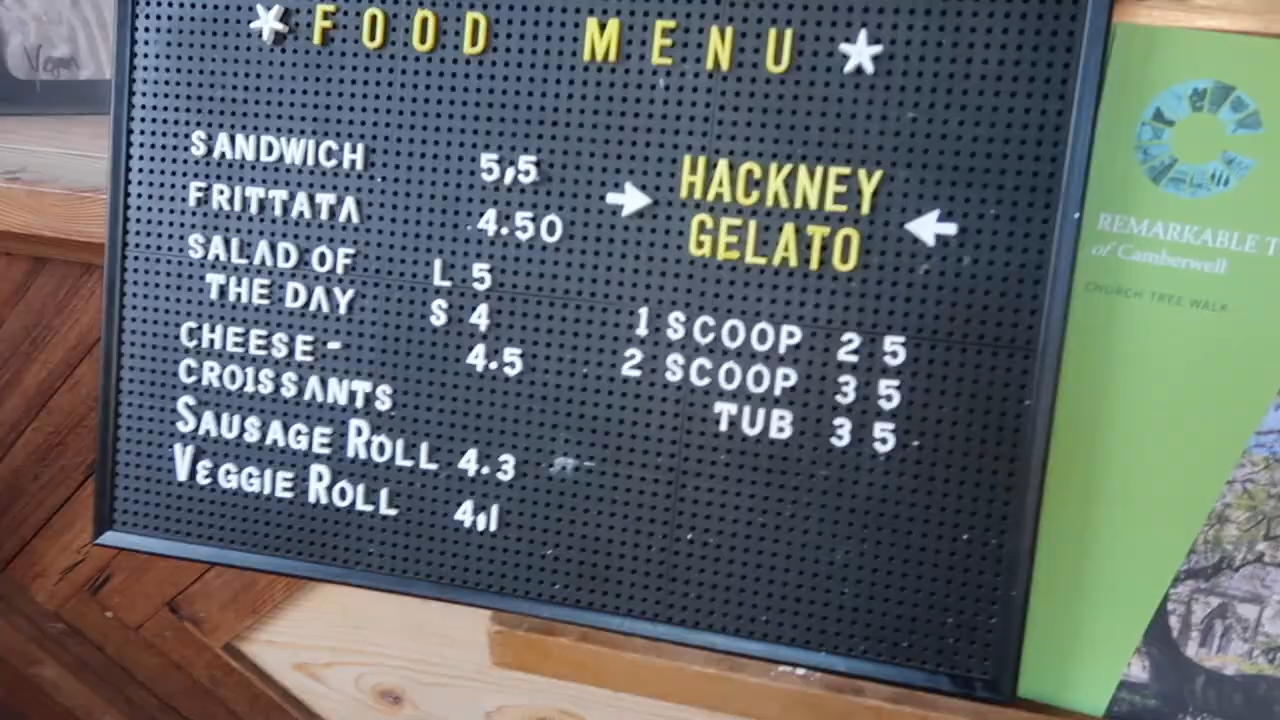 Vegan
FOOD MENU
SANDWICH 5,5
FRITTATA 4.50
SALAD OF L 5
THE DAY S 4
CHEESE- 4.5
CROISSANTS
SAUSAGE ROLL 4.3
VEGGIE ROLL 4,1
HACKNEY
GELATO
1 SCOOP 2 5
2 SCOOP 3 5
TUB 3 5
REMARKABLE T
of Camberwell
CHURCH TREE WALK